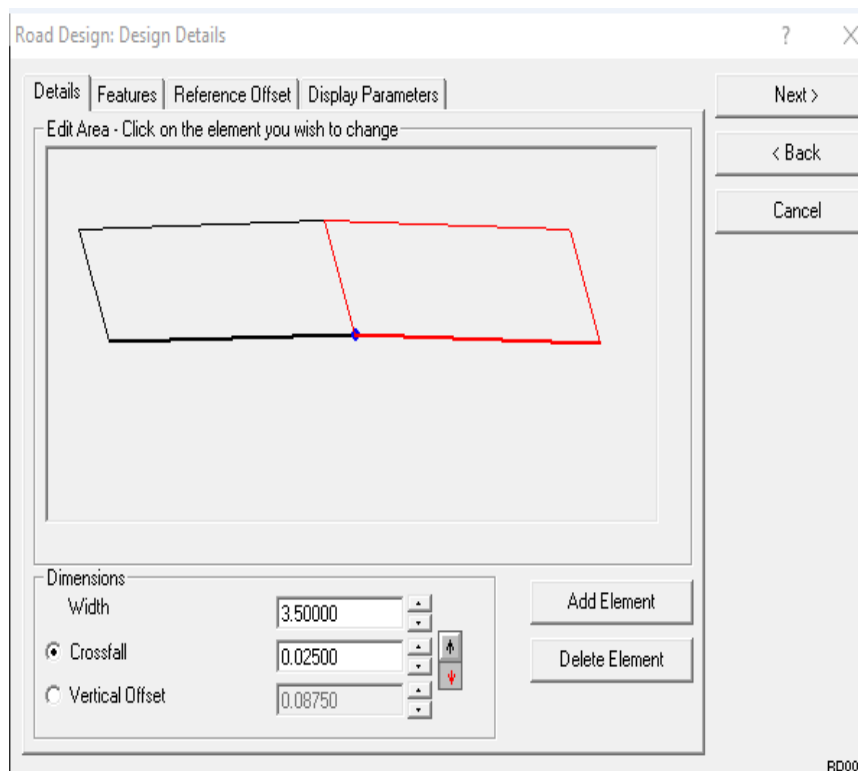 Road Design: Design Details
?
Details Features Reference Offset Display Parameters
Next >
Edit Area - Click on the element you wish to change
< Back
Cancel
Dimensions
Width 3.50000
Crossfall 0.02500
Vertical Offset 0.08750
Add Element
Delete Element
RD00